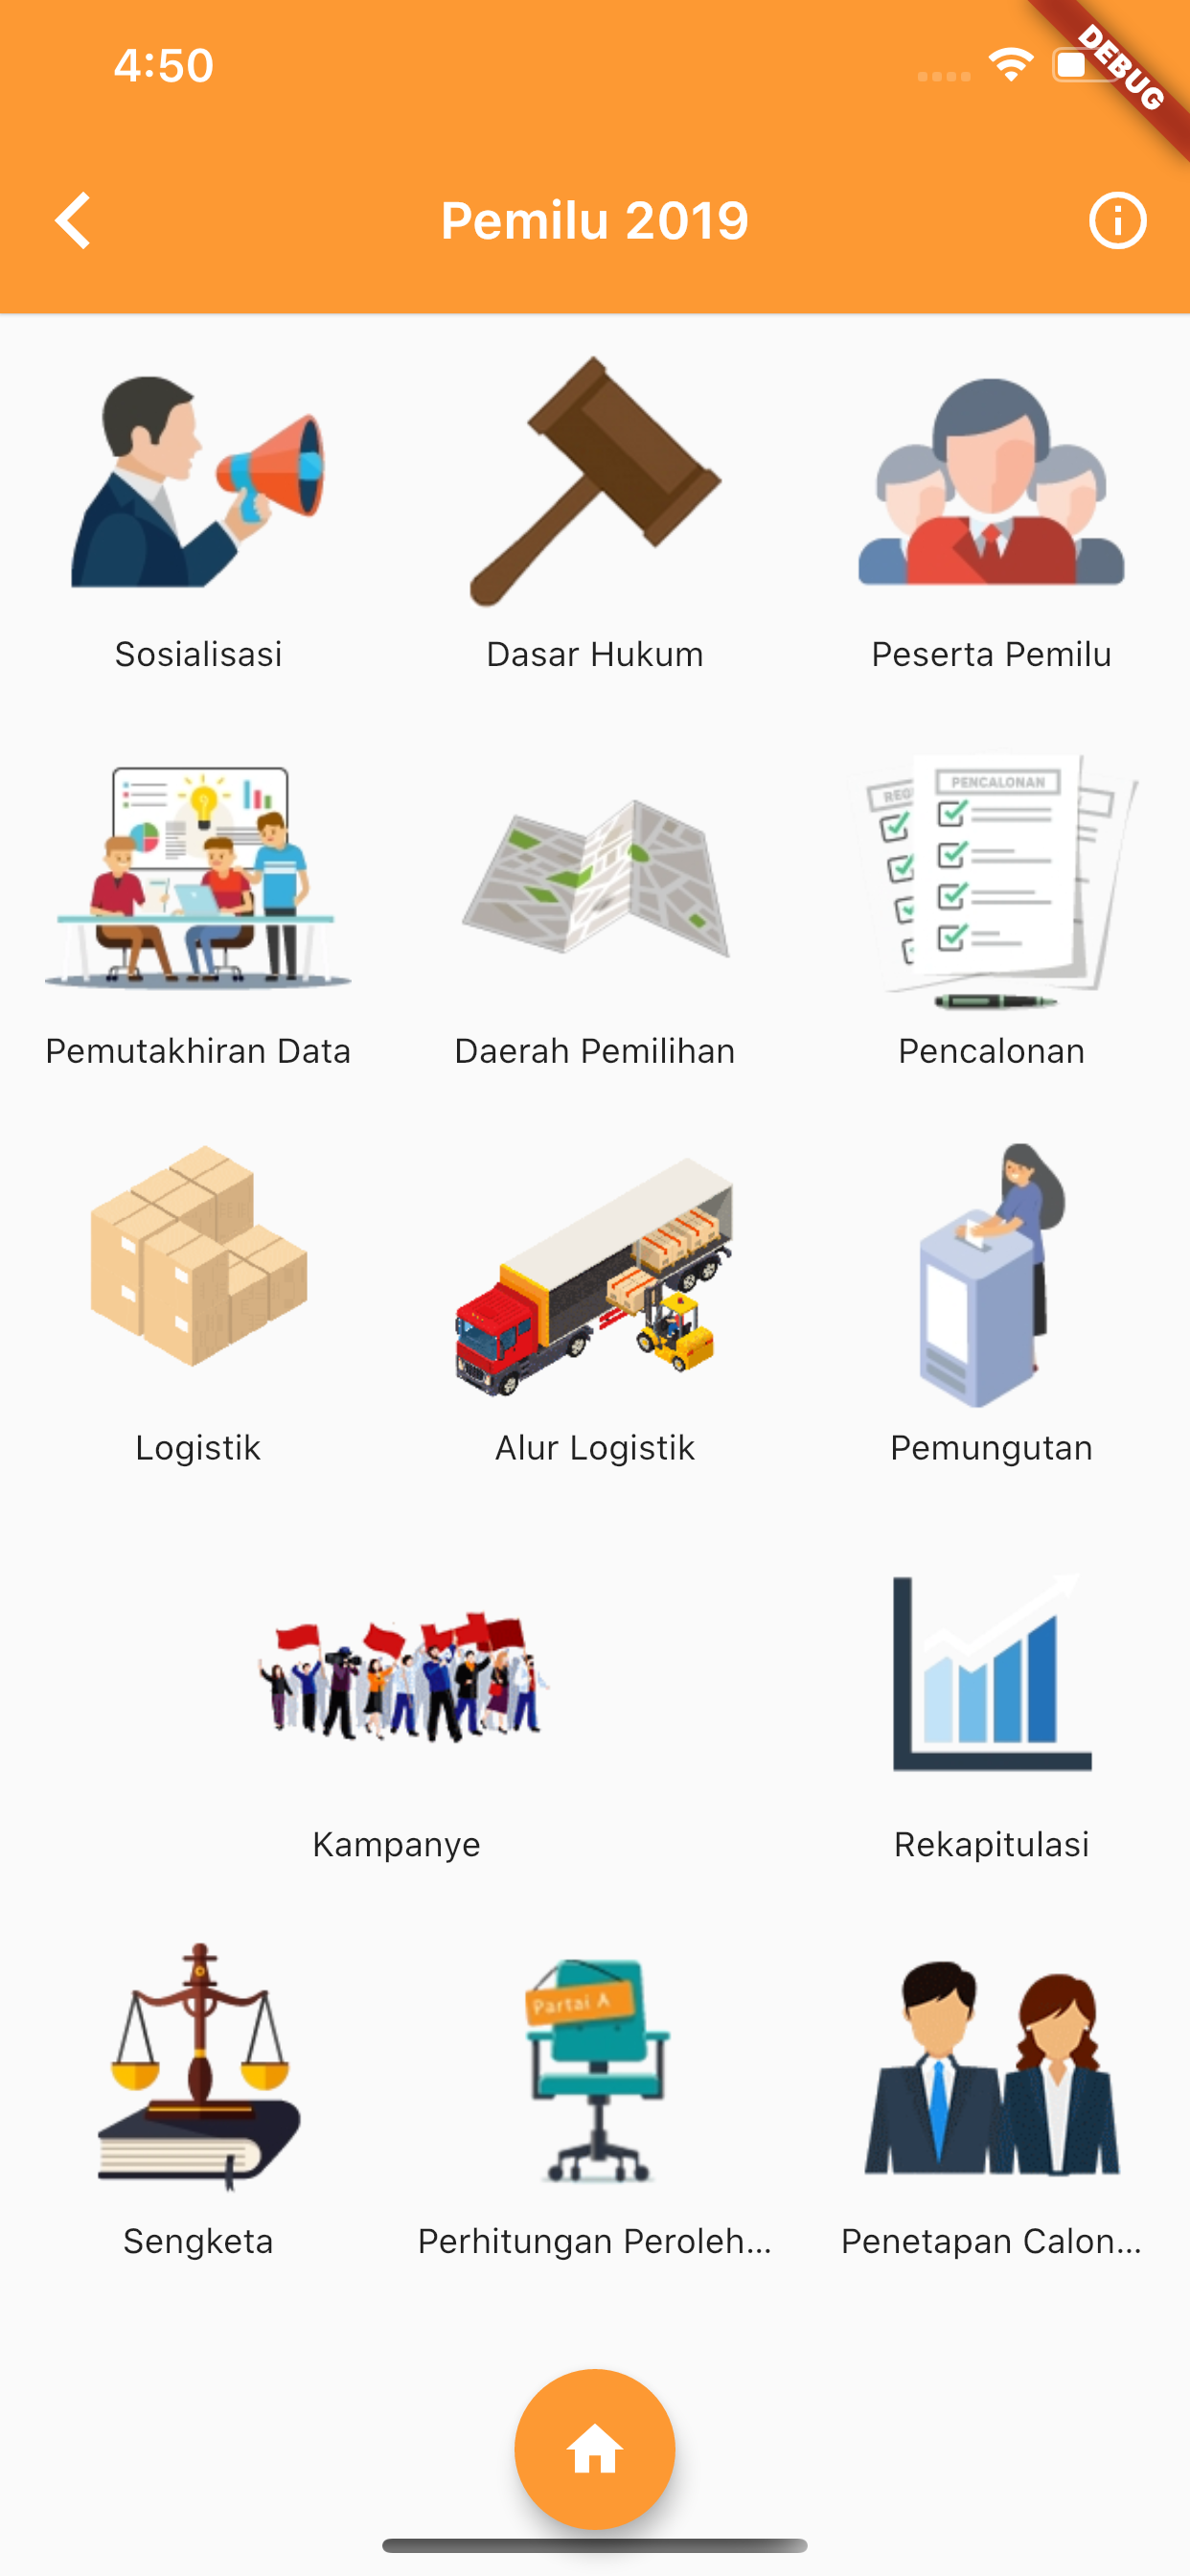 4:50
DEBUG
Pemilu 2019
Sosialisasi
Dasar Hukum
Peserta Pemilu
REG
PENCALONAN
Pemutakhiran Data
Daerah Pemilihan
Pencalonan
Logistik
Alur Logistik
Pemungutan
Kampanye
Rekapitulasi
Partai A
Sengketa
Perhitungan Peroleh...
Penetapan Calon...